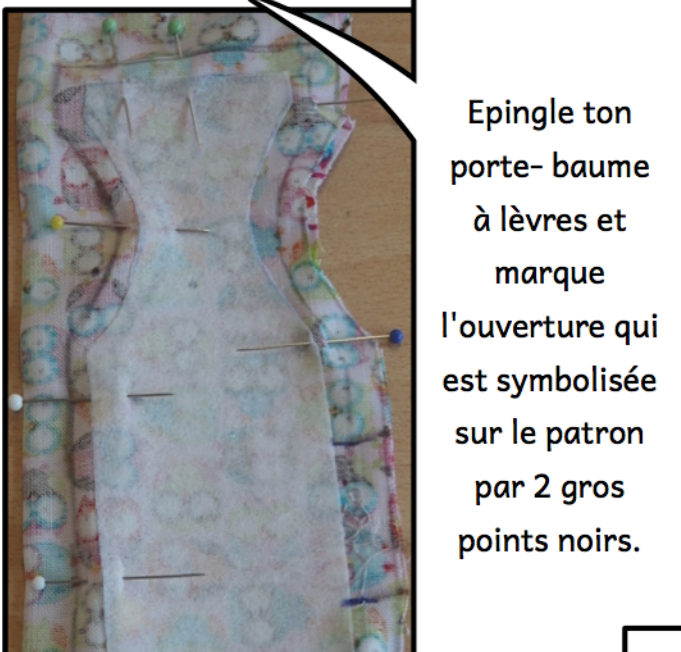 Epingle ton
porte- baume
à lèvres et
marque
l'ouverture qui
est symbolisée
sur le patron
par 2 gros
points noirs.